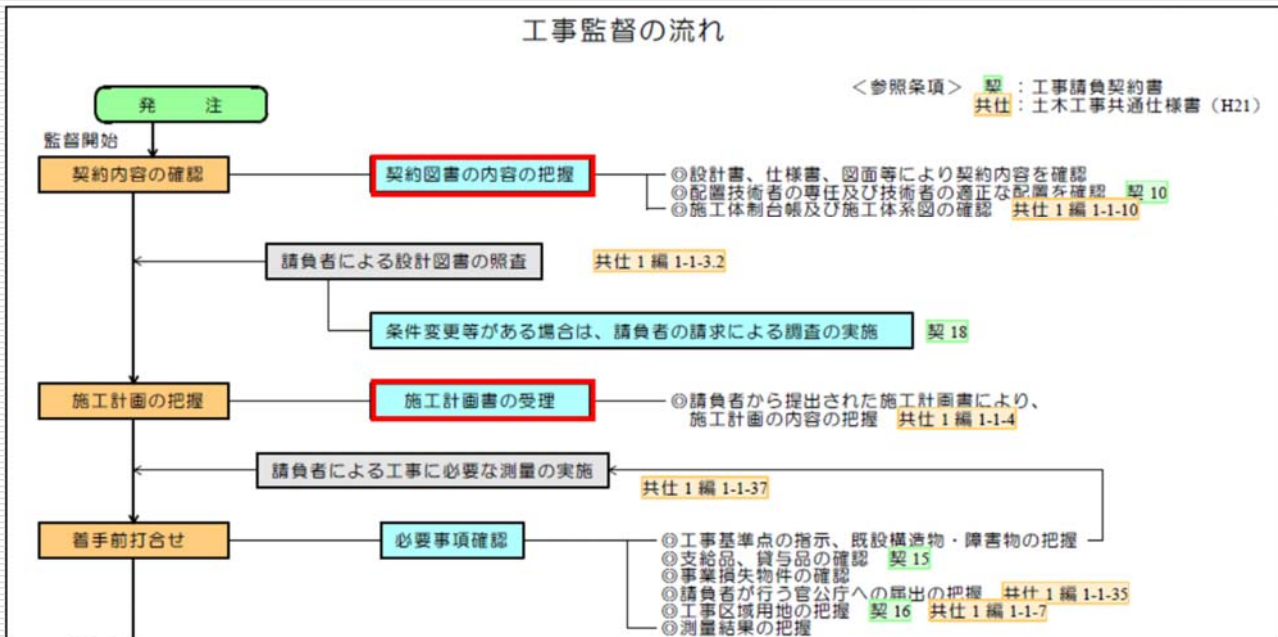 工事監督の流れ
<参照条項> 契 : 工事請負契約書
共仕 : 土木工事共通仕様書 (H21)
発 注
監督開始
契約内容の確認
契約図書の内容の把握
◎設計書、仕様書、図面等により契約内容を確認
◎配置技術者の専任及び技術者の適正な配置を確認 契 10
◎施工体制台帳及び施工体系図の確認 共仕 1 編 1-1-10
請負者による設計図書の照査 共仕 1 編 1-1-3.2
条件変更等がある場合は、請負者の請求による調査の実施 契 18
施工計画の把握
施工計画書の受理
◎請負者から提出された施工計画書により、
施工計画の内容の把握 共仕 1 編 1-1-4
請負者による工事に必要な測量の実施
共仕 1 編 1-1-37
着手前打合せ
必要事項確認
◎工事基準点の指示、既設構造物・障害物の把握
◎支給品、貸与品の確認 契 15
◎事業損失物件の確認
◎請負者が行う官公庁への届出の把握 共仕 1 編 1-1-35
◎工事区域用地の把握 契 16 共仕 1 編 1-1-7
◎測量結果の把握